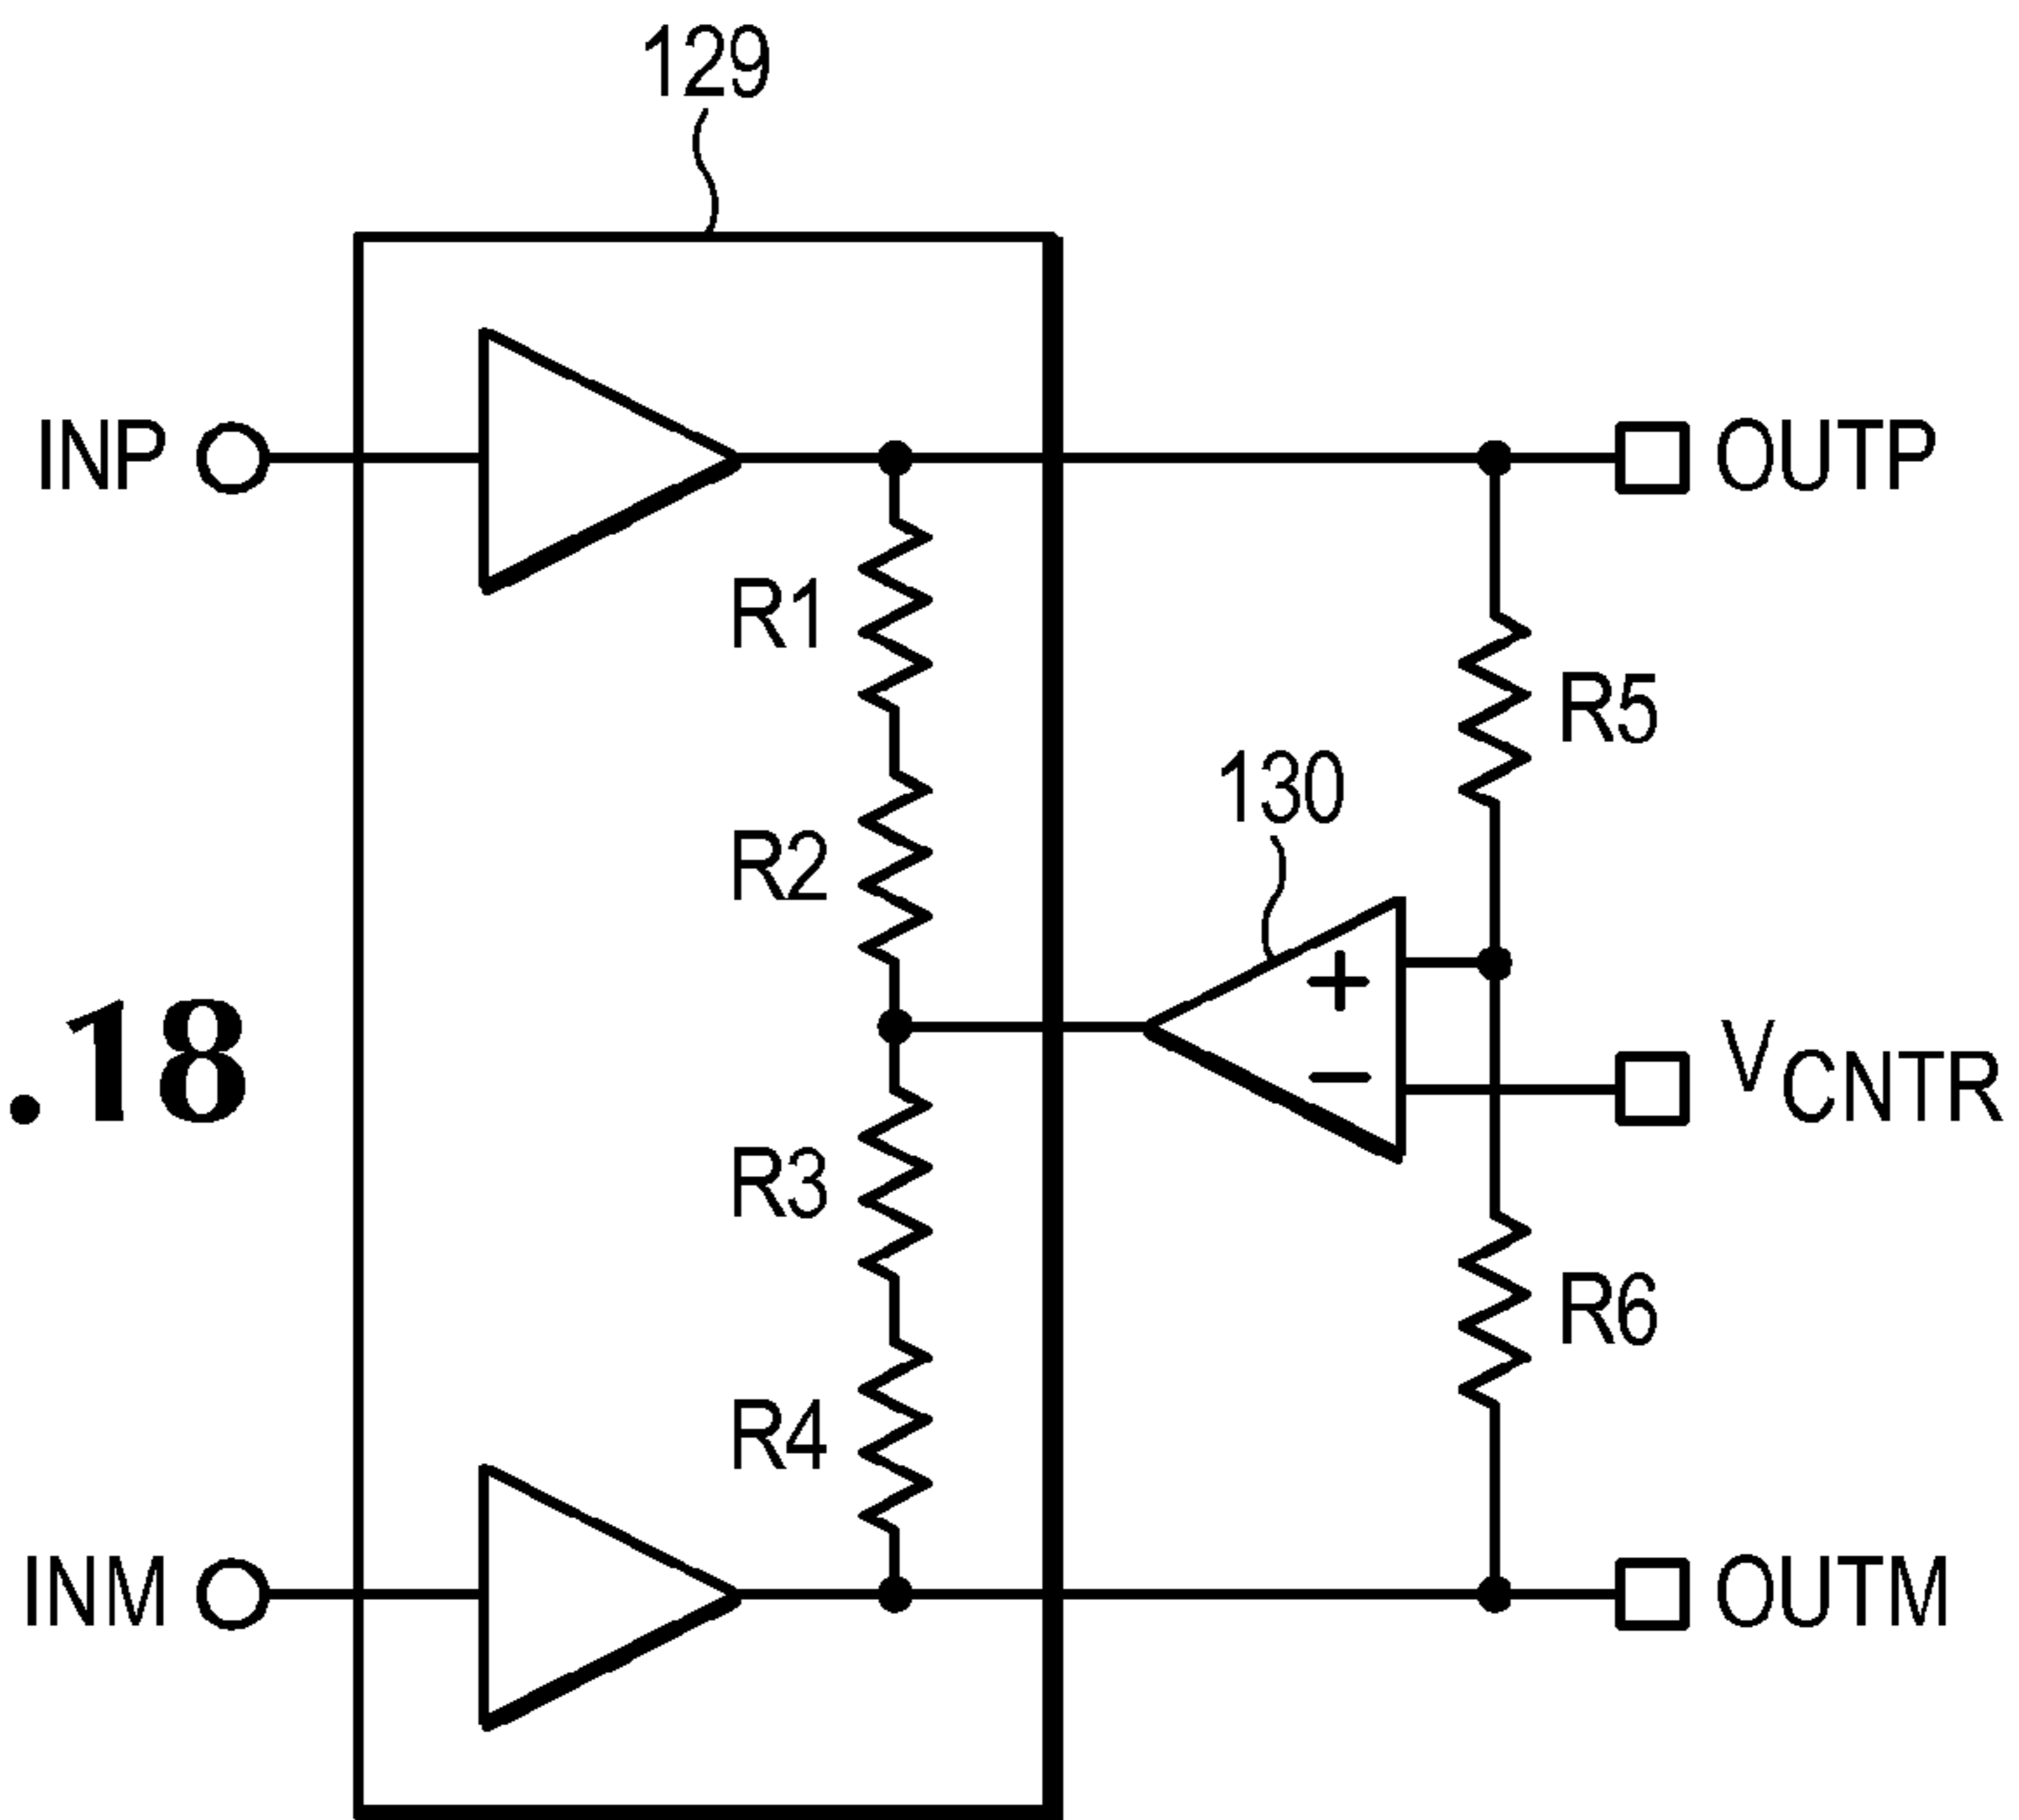 129
INP
OUTP
R1
R5
130
R2
+
.18
VCNTR
−
R3
R6
R4
INM
OUTM